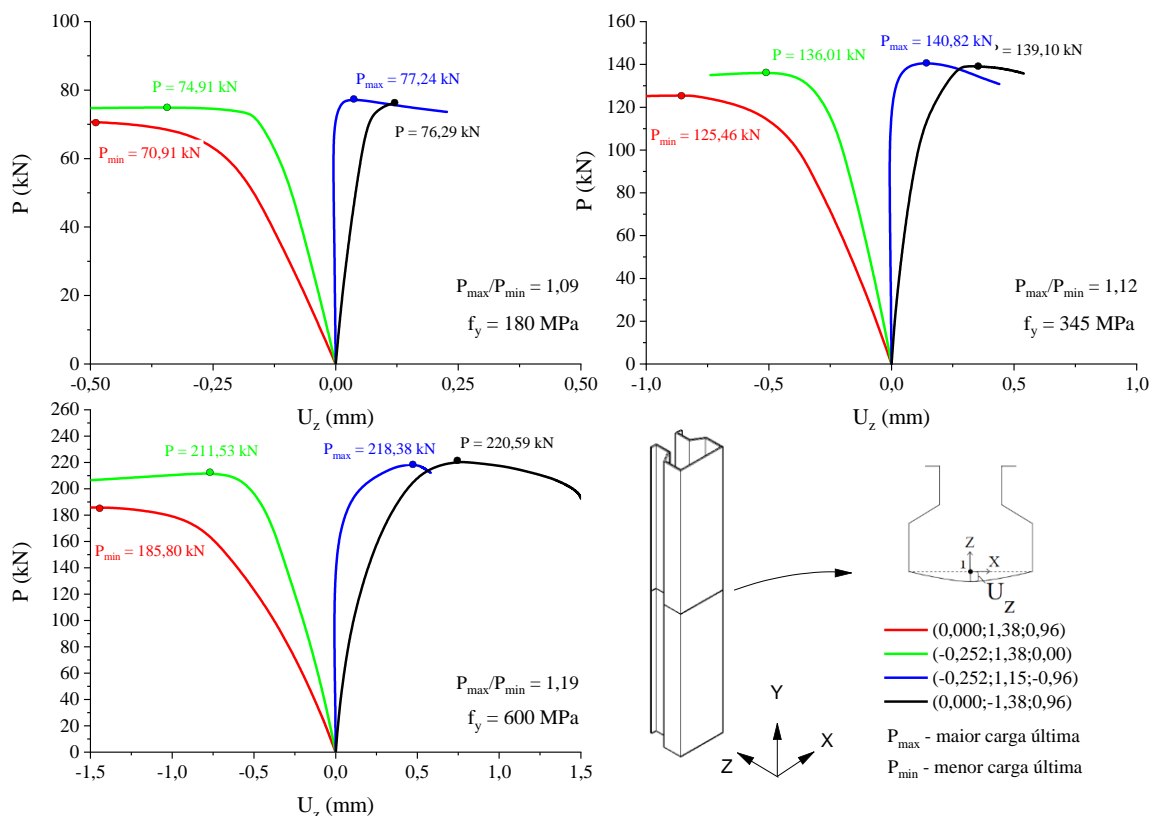 100
80
60
40
20
0
P (kN)
P = 74,91 kN
P_max = 77,24 kN
P_min = 70,91 kN
P = 76,29 kN
P_max/P_min = 1,09
f_y = 180 MPa
-0,50 -0,25 0,00 0,25 0,50
U_z (mm)
160
140
120
100
80
60
40
20
0
P (kN)
P = 136,01 kN
P_max = 140,82 kN
P = 139,10 kN
P_min = 125,46 kN
P_max/P_min = 1,12
f_y = 345 MPa
-1,0 -0,5 0,0 0,5 1,0
U_z (mm)
260
240
220
200
180
160
140
120
100
80
60
40
20
0
P (kN)
P = 211,53 kN
P_max = 218,38 kN
P = 220,59 kN
P_min = 185,80 kN
P_max/P_min = 1,19
f_y = 600 MPa
-1,5 -1,0 -0,5 0,0 0,5 1,0 1,5
U_z (mm)
Y
X
Z
Z
1 X
U_Z
(0,000;1,38;0,96)
(-0,252;1,38;0,00)
(-0,252;1,15;-0,96)
(0,000;-1,38;0,96)
P_max - maior carga última
P_min - menor carga última